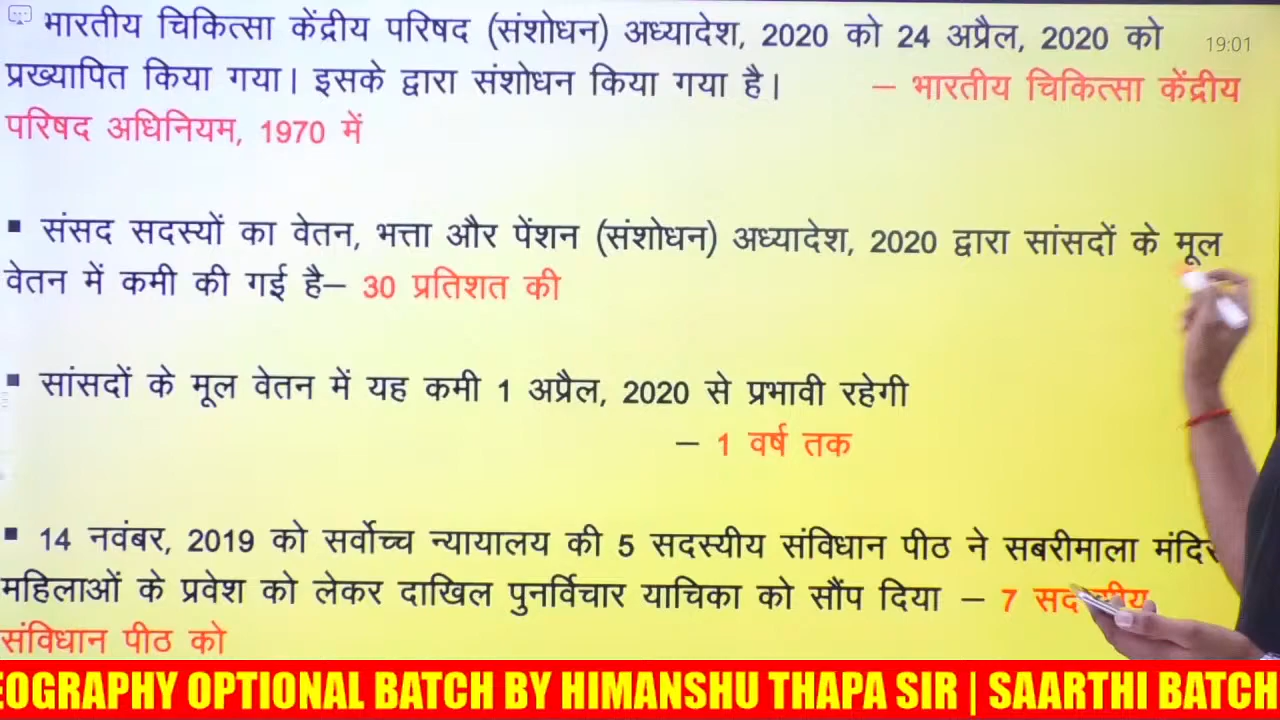 भारतीय चिकित्सा केंद्रीय परिषद (संशोधन) अध्यादेश, 2020 को 24 अप्रैल, 2020 को
19:01
प्रख्यापित किया गया। इसके द्वारा संशोधन किया गया है। – भारतीय चिकित्सा केंद्रीय
परिषद अधिनियम, 1970 में
▪ संसद सदस्यों का वेतन, भत्ता और पेंशन (संशोधन) अध्यादेश, 2020 द्वारा सांसदों के मूल
वेतन में कमी की गई है– 30 प्रतिशत की
▪ सांसदों के मूल वेतन में यह कमी 1 अप्रैल, 2020 से प्रभावी रहेगी
– 1 वर्ष तक
▪ 14 नवंबर, 2019 को सर्वोच्च न्यायालय की 5 सदस्यीय संविधान पीठ ने सबरीमाला
महिलाओं के प्रवेश को लेकर दाखिल पुनर्विचार याचिका को सौंप दिया – 7
संविधान पीठ को
EOGRAPHY OPTIONAL BATCH BY HIMANSHU THAPA SIR | SAARTHI BATCH